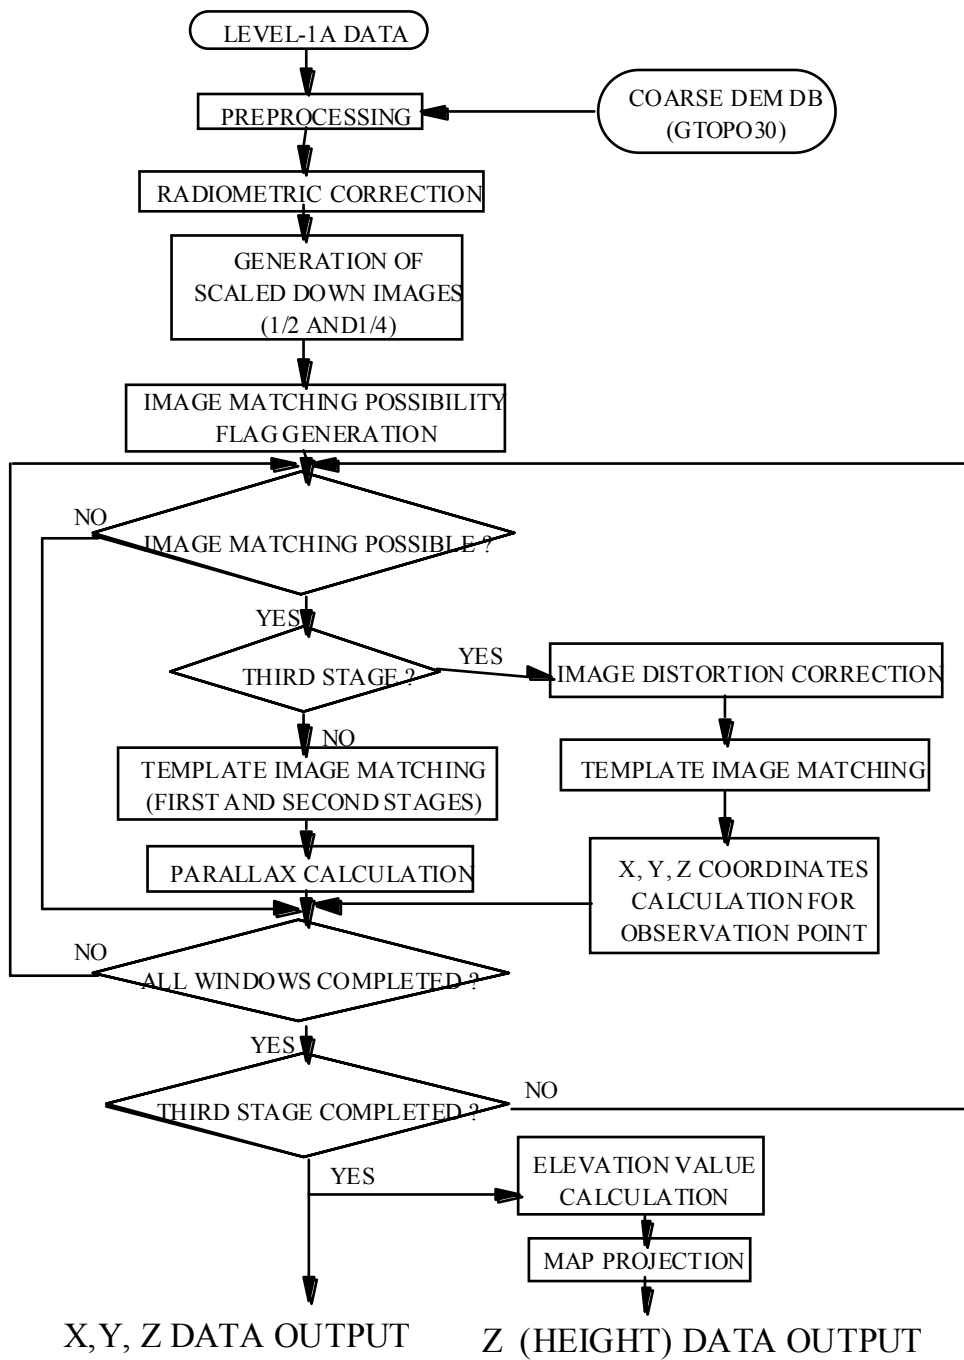 LEVEL-1A DATA
COARSE DEM DB
(GTOPO30)
PREPROCESSING
RADIOMETRIC CORRECTION
GENERATION OF
SCALED DOWN IMAGES
(1/2 AND1/4)
IMAGE MATCHING POSSIBILITY
FLAG GENERATION
NO
IMAGE MATCHING POSSIBLE ?
YES
THIRD STAGE ?
YES
IMAGE DISTORTION CORRECTION
NO
TEMPLATE IMAGE MATCHING
(FIRST AND SECOND STAGES)
TEMPLATE IMAGE MATCHING
PARALLAX CALCULATION
X, Y, Z COORDINATES
CALCULATION FOR
OBSERVATION POINT
NO
ALL WINDOWS COMPLETED ?
YES
THIRD STAGE COMPLETED ?
NO
YES
ELEVATION VALUE
CALCULATION
MAP PROJECTION
X, Y, Z DATA OUTPUT
Z (HEIGHT) DATA OUTPUT